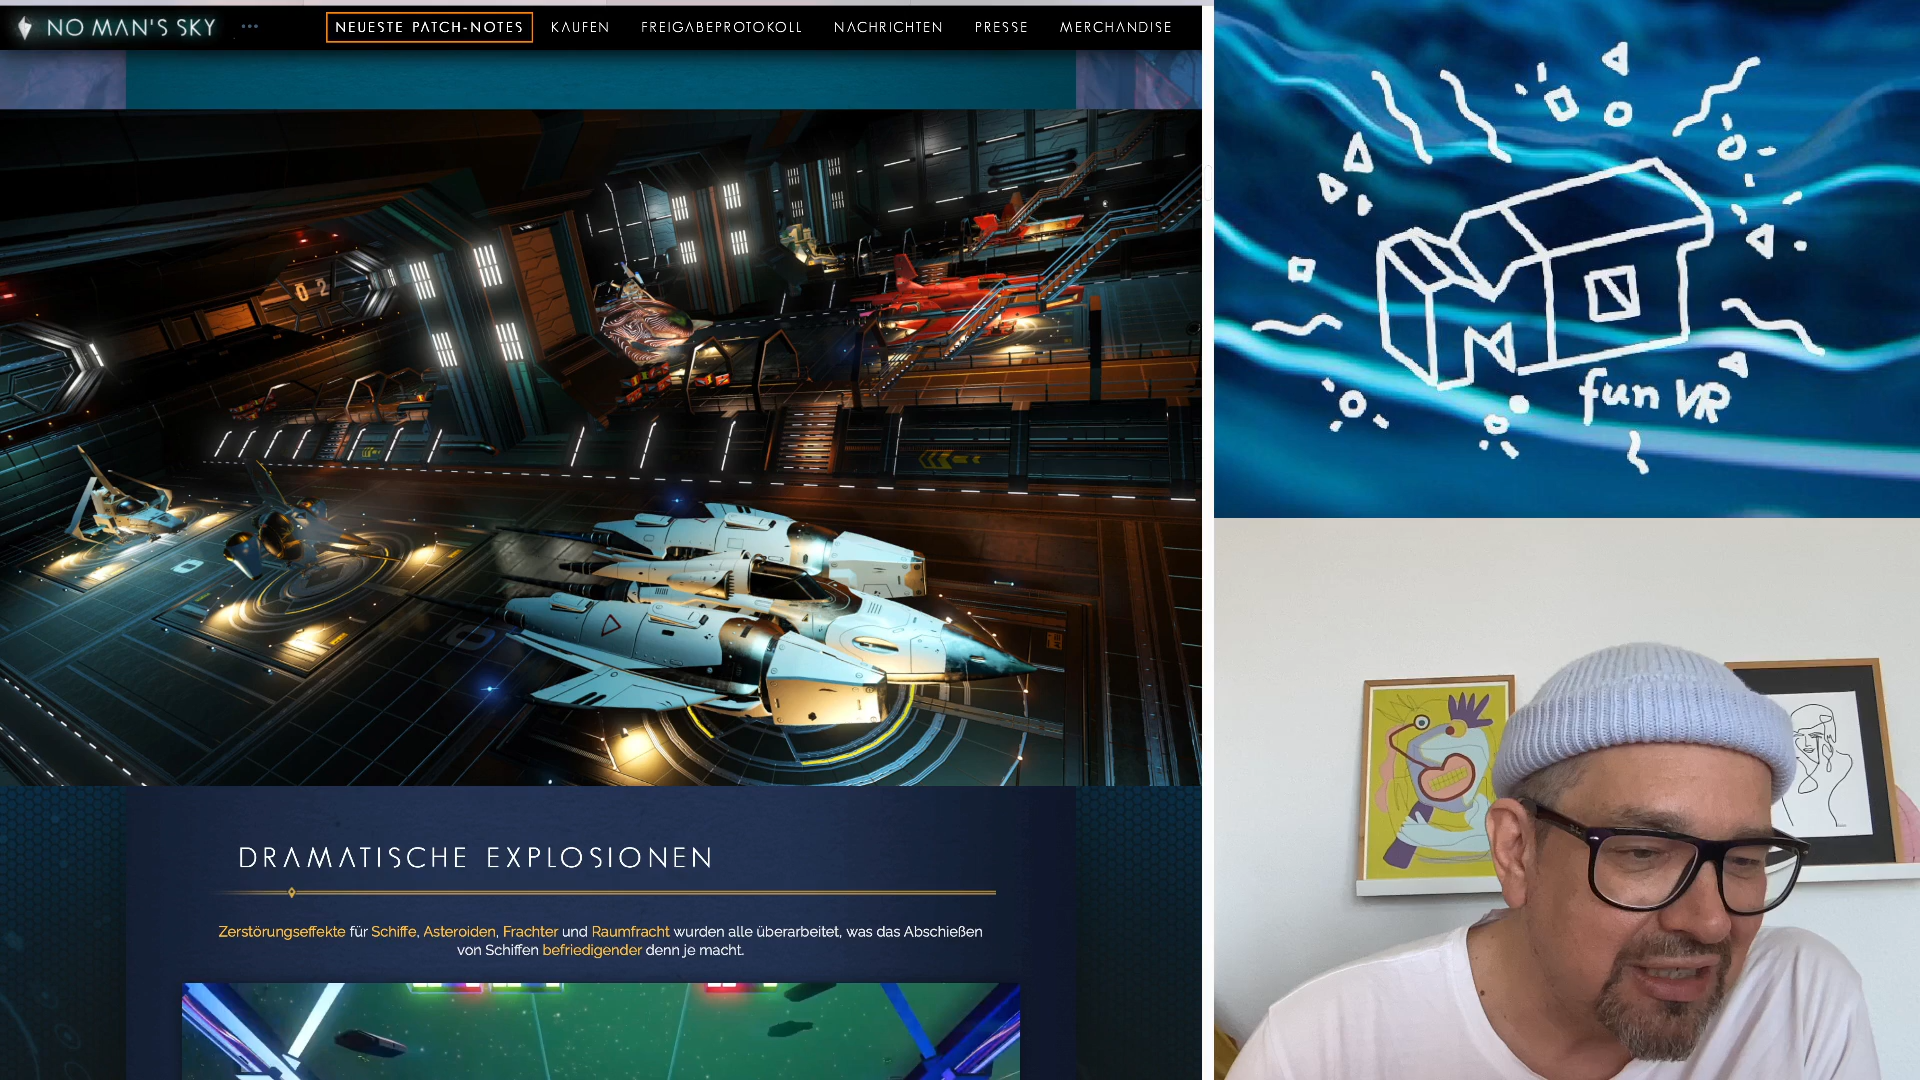 NO MAN'S SKY
NEUESTE PATCH-NOTES
KAUFEN
FREIGABEPROTOKOLL
NACHRICHTEN
PRESSE
MERCHANDISE
02
fun VR
DRAMATISCHE EXPLOSIONEN
Zerstörungseffekte für Schiffe, Asteroiden, Frachter und Raumfracht wurden alle überarbeitet, was das Abschießen
von Schiffen befriedigender denn je macht.